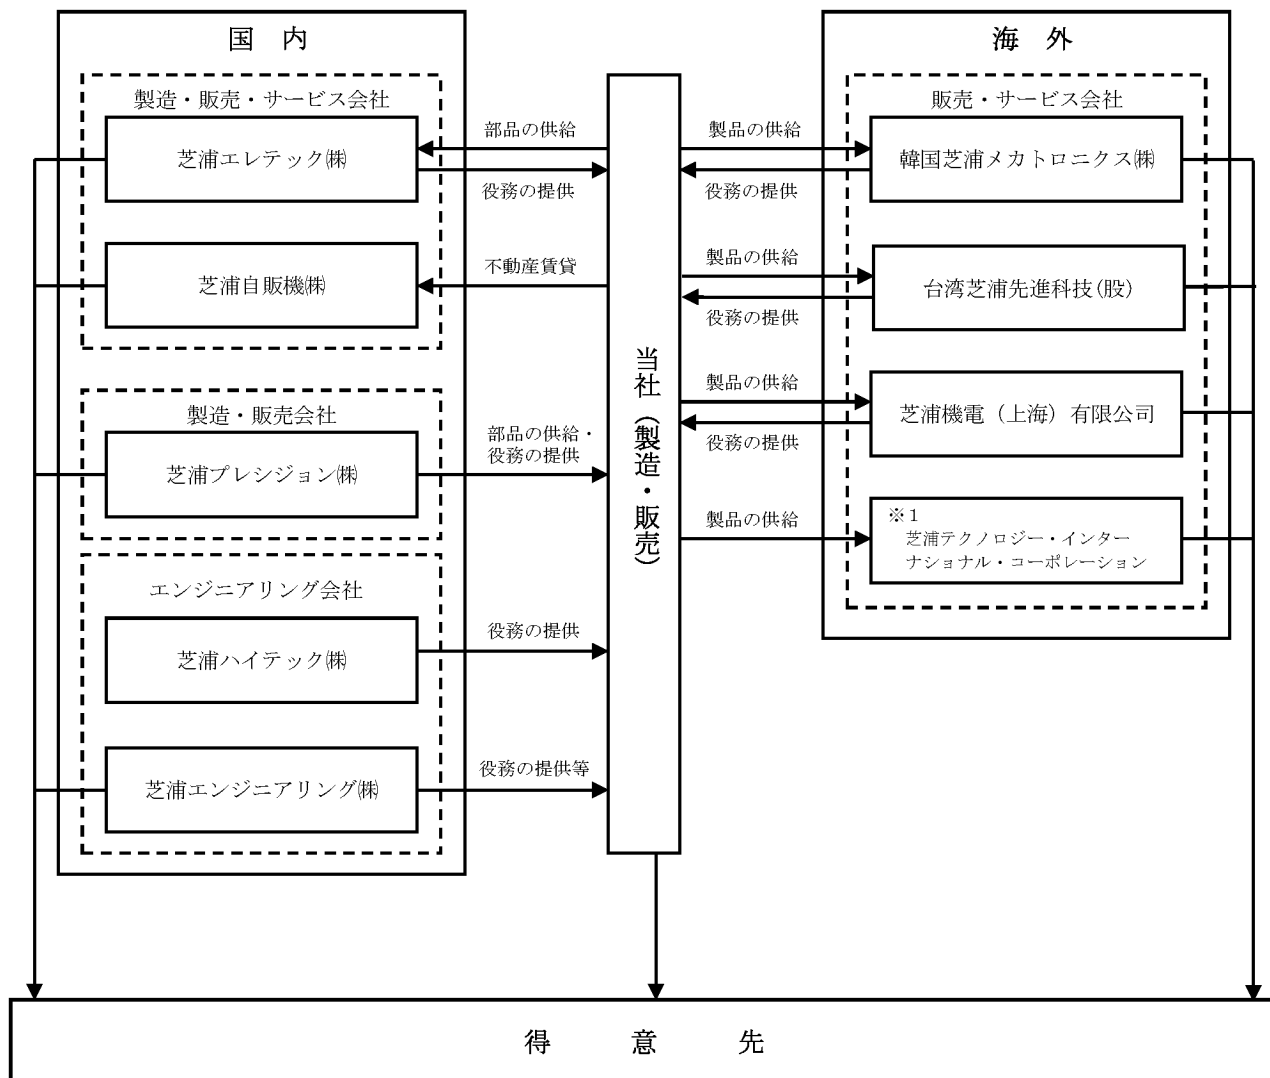 国 内
製造・販売・サービス会社
芝浦エレテック㈱
芝浦自販機㈱
製造・販売会社
芝浦プレシジョン㈱
エンジニアリング会社
芝浦ハイテック㈱
芝浦エンジニアリング㈱
部品の供給
役務の提供
不動産賃貸
部品の供給・
役務の提供
役務の提供
役務の提供等
当社（製造・販売）
製品の供給
役務の提供
製品の供給
役務の提供
製品の供給
役務の提供
製品の供給
海 外
販売・サービス会社
韓国芝浦メカトロニクス㈱
台湾芝浦先進科技(股)
芝浦機電（上海）有限公司
※1
芝浦テクノロジー・インター
ナショナル・コーポレーション
得 意 先